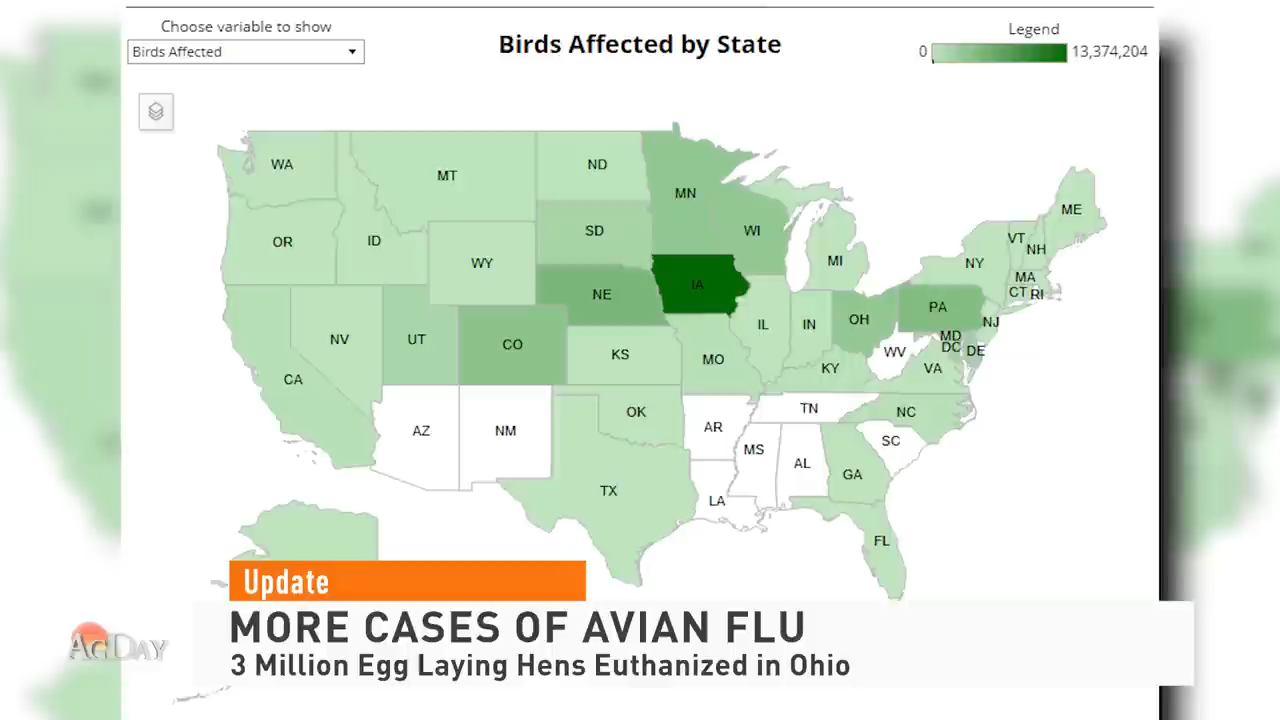 Choose variable to show
Birds Affected
Birds Affected by State
Legend
0 13,374,204
WA
MT
ND
MN
OR
ID
WY
SD
WI
MI
NY
VT
NH
ME
MA
CT RI
NE
IA
NV
UT
CO
KS
MO
IL
IN
OH
PA
NJ
MD
DC
DE
WV
VA
KY
CA
AZ
NM
OK
AR
TN
NC
SC
MS
AL
GA
TX
LA
FL
Update
MORE CASES OF AVIAN FLU
3 Million Egg Laying Hens Euthanized in Ohio
AGDAY